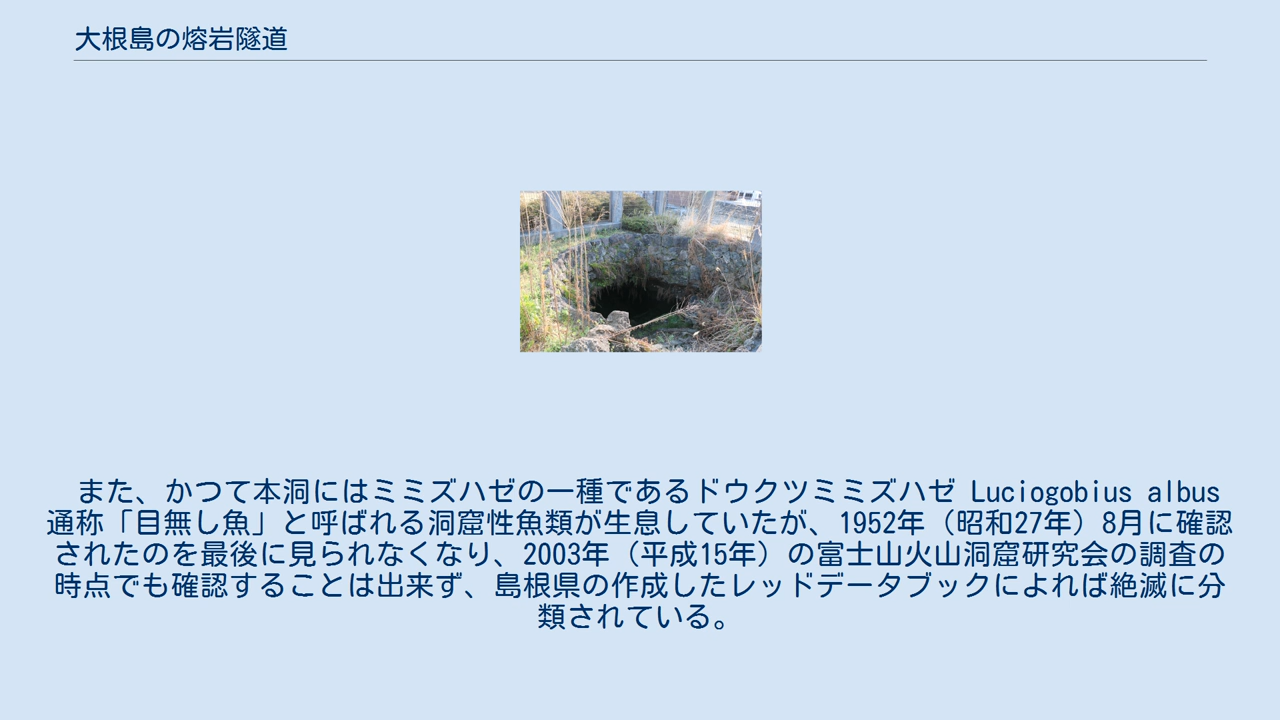 大根島の熔岩隧道
また、かつて本洞にはミミズハゼの一種であるドウクツミミズハゼ Luciogobius albus
通称「目無し魚」と呼ばれる洞窟性魚類が生息していたが、1952年（昭和27年）8月に確認
されたのを最後に見られなくなり、2003年（平成15年）の富士山火山洞窟研究会の調査の
時点でも確認することは出来ず、島根県の作成したレッドデータブックによれば絶滅に分
類されている。